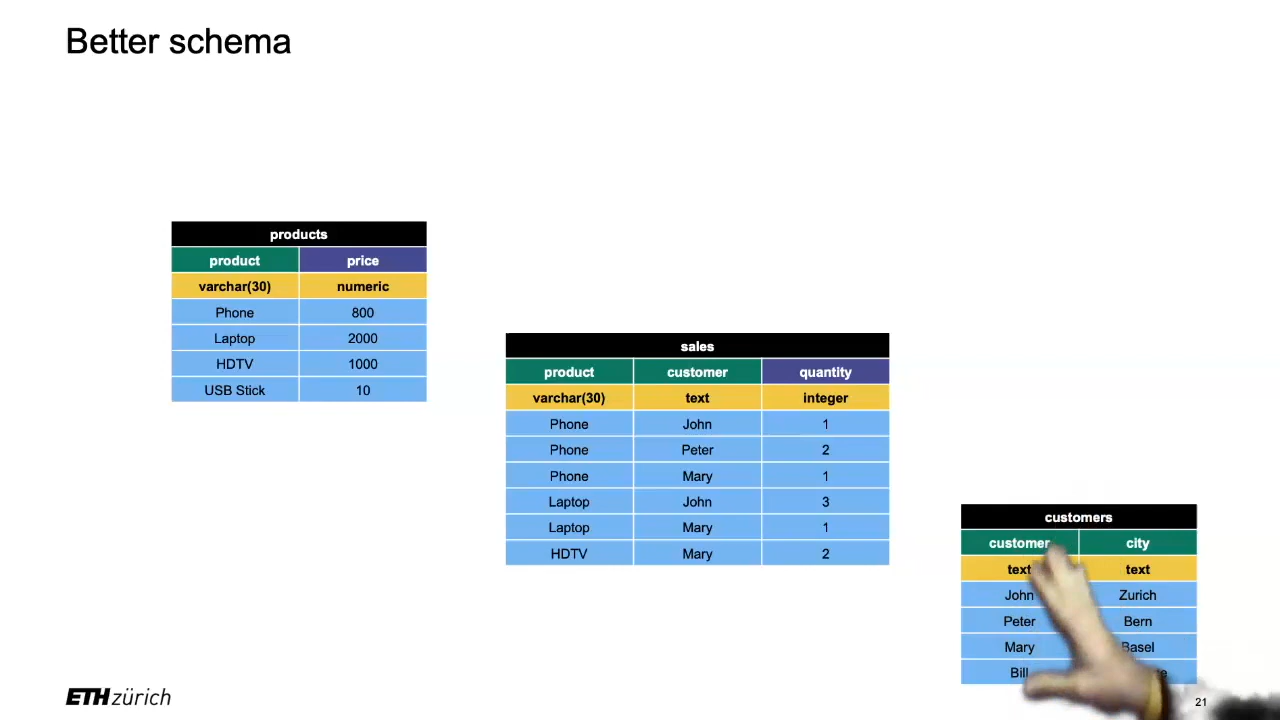 Better schema
products
product price
varchar(30) numeric
Phone 800
Laptop 2000
HDTV 1000
USB Stick 10
sales
product customer quantity
varchar(30) text integer
Phone John 1
Phone Peter 2
Phone Mary 1
Laptop John 3
Laptop Mary 1
HDTV Mary 2
customers
customer city
text text
John Zurich
Peter Bern
Mary Basel
Bill
ETH zürich
21